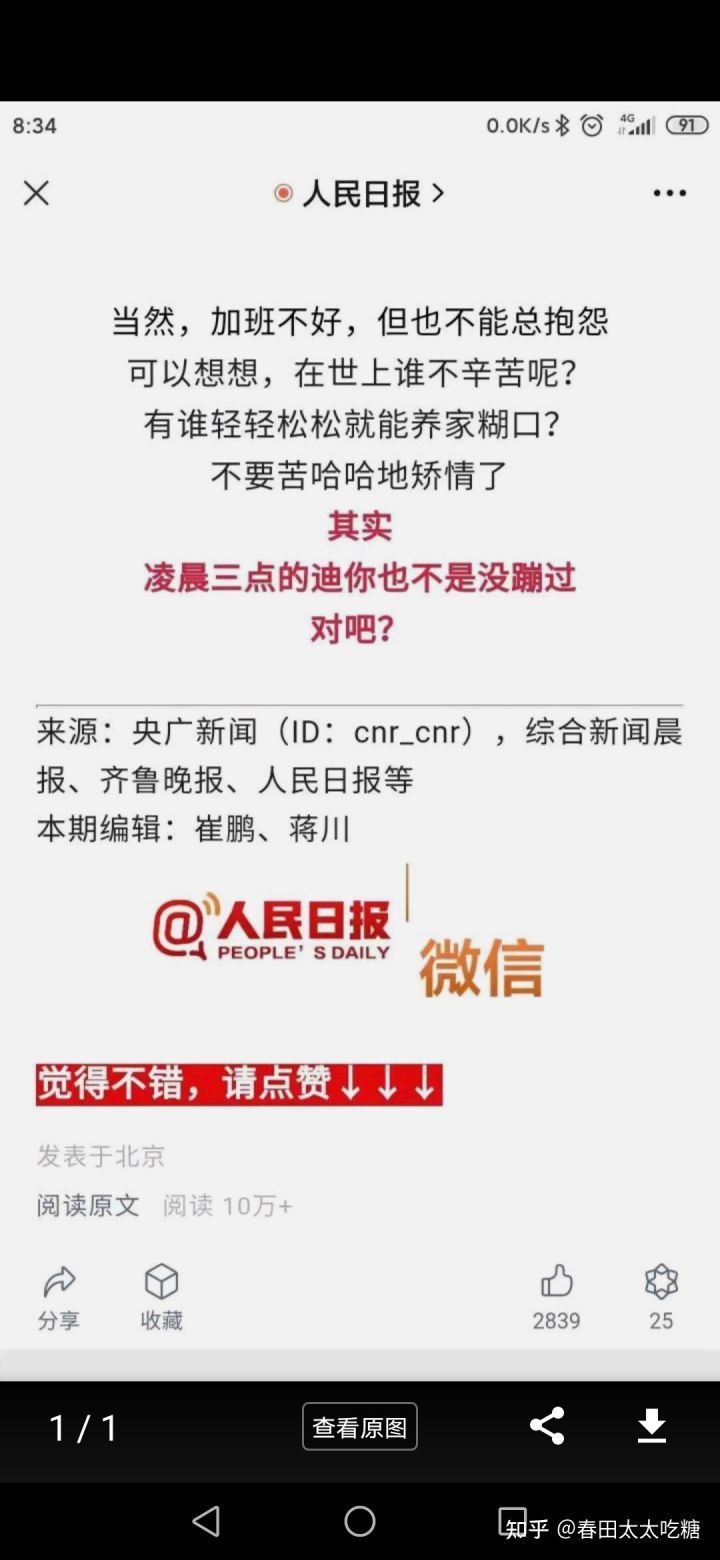 8:34
0.0K/s 4G 91
人民日报
当然，加班不好，但也不能总抱怨
可以想想，在世上谁不辛苦呢？
有谁轻轻松松就能养家糊口？
不要苦哈哈地矫情了
其实
凌晨三点的迪你也不是没蹦过
对吧？
来源：央广新闻（ID：cnr_cnr），综合新闻晨
报、齐鲁晚报、人民日报等
本期编辑：崔鹏、蒋川
@人民日报
PEOPLE'S DAILY
微信
觉得不错，请点赞↓↓↓
发表于北京
阅读原文 阅读 10万+
分享 收藏 2839 25
1 / 1 查看原图
知乎 @春田太太吃糖